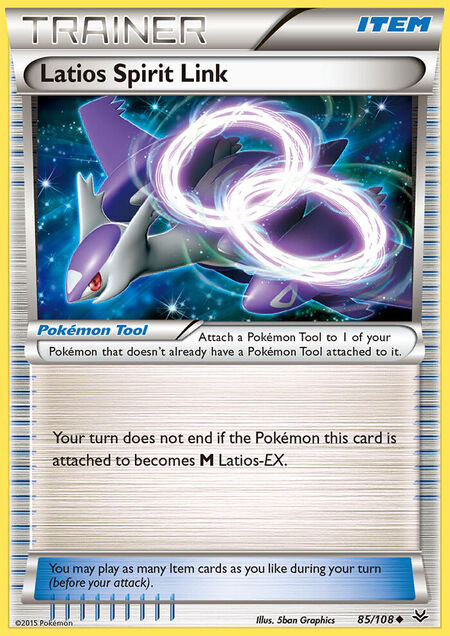 TRAINER ITEM
Latios Spirit Link
Pokémon Tool
Attach a Pokémon Tool to 1 of your
Pokémon that doesn't already have a Pokémon Tool attached to it.
Your turn does not end if the Pokémon this card is
attached to becomes M Latios-EX.
You may play as many Item cards as you like during your turn
(before your attack).
©2015 Pokémon Illus. 5ban Graphics 85/108